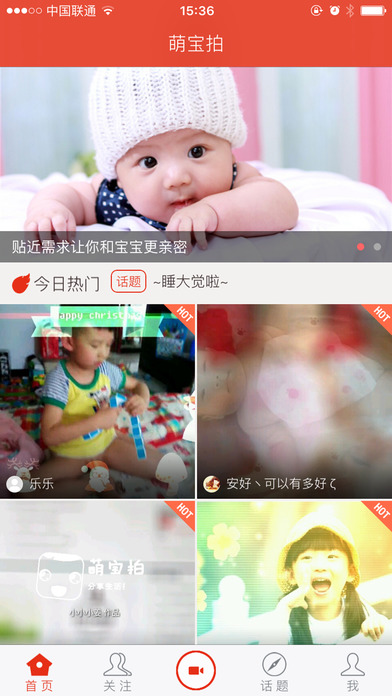 中国联通 15:36
萌宝拍
贴近需求让你和宝宝更亲密
今日热门 话题 ~睡大觉啦~
HOT
HOT
happy christ
乐乐
安好丶可以有多好ζ
HOT
HOT
萌宝拍
分享生活!
小小小安 作品
首页 关注 话题 我